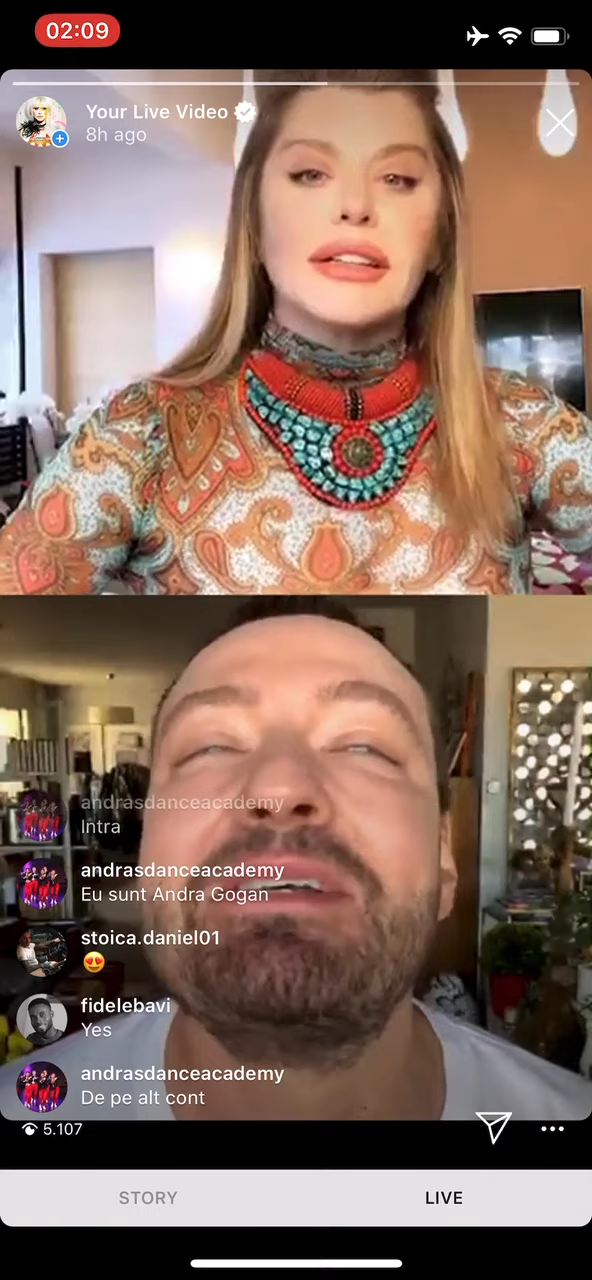 02:09
Your Live Video
8h ago
andrasdanceacademy
Intra
andrasdanceacademy
Eu sunt Andra Gogan
stoica.daniel01
😍
fidelebavi
Yes
andrasdanceacademy
De pe alt cont
5.107
STORY
LIVE